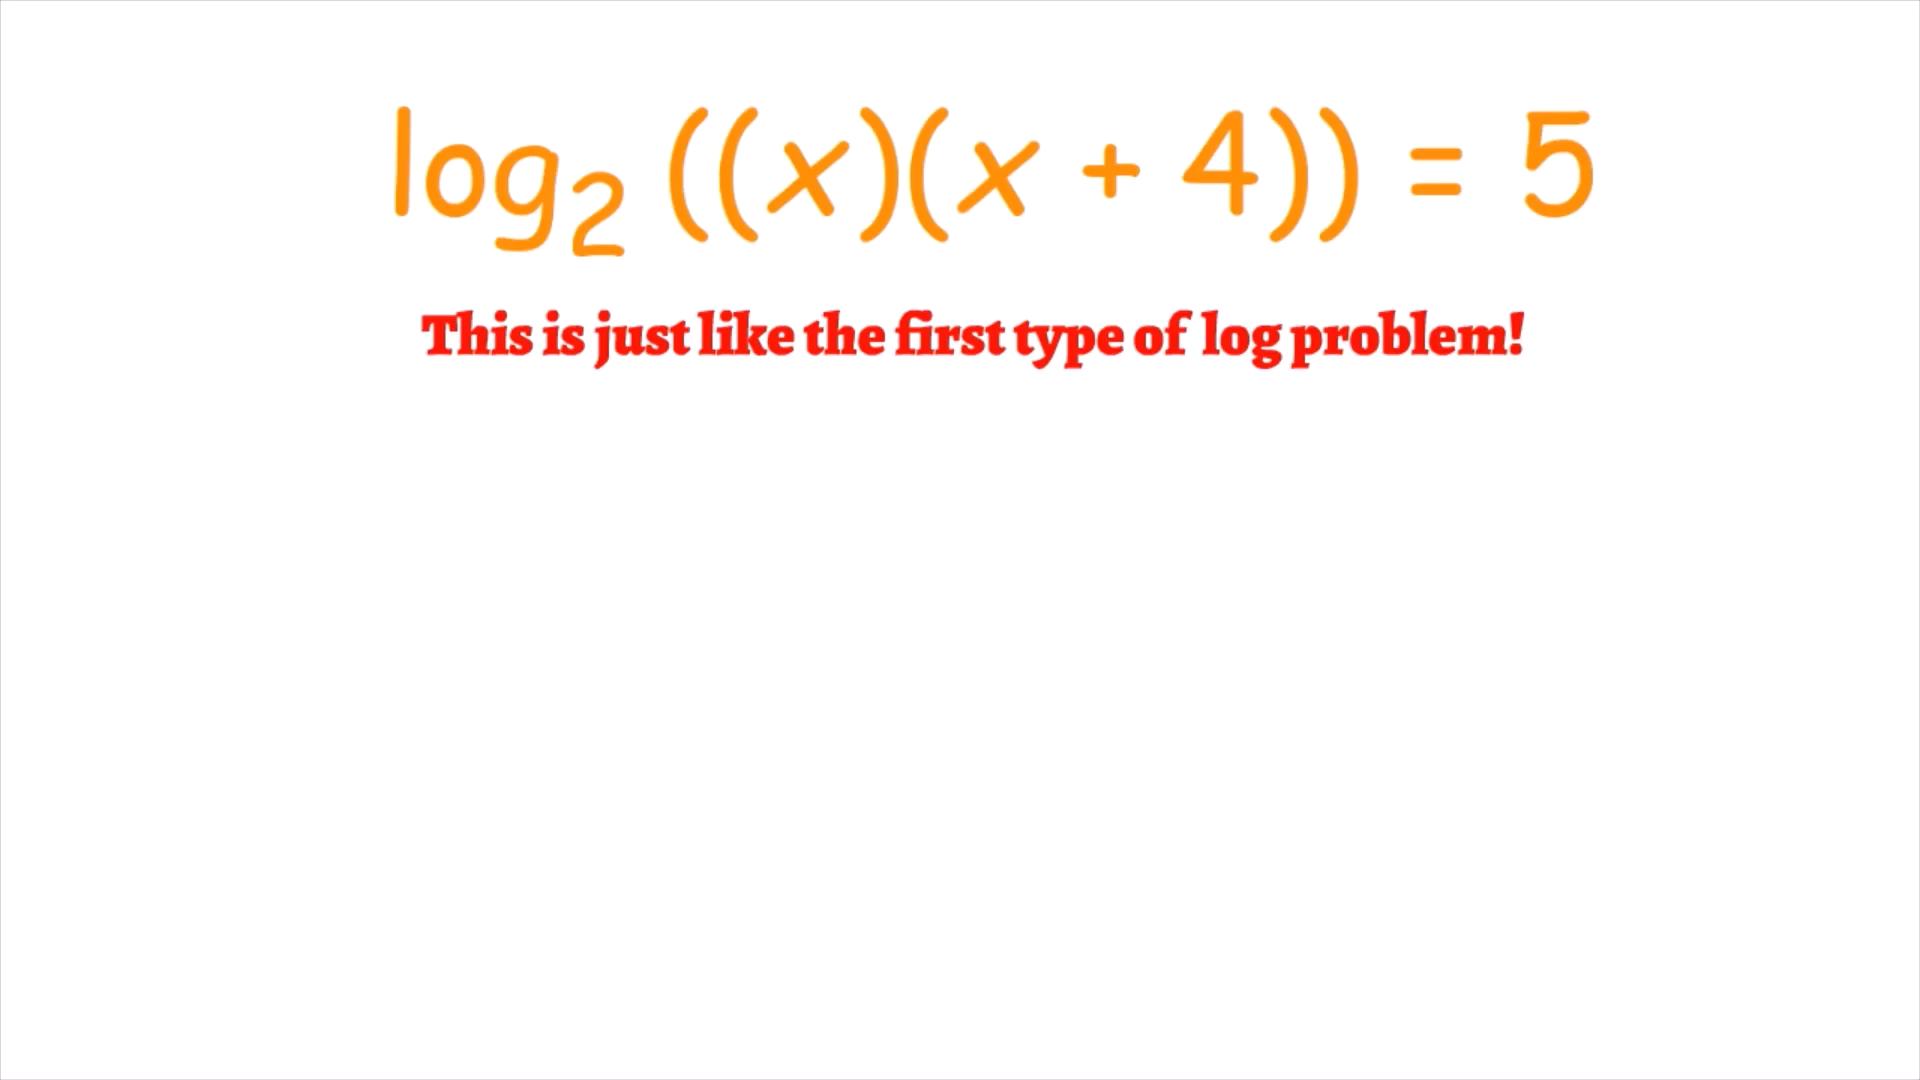 log₂ ((x)(x + 4)) = 5
This is just like the first type of log problem!